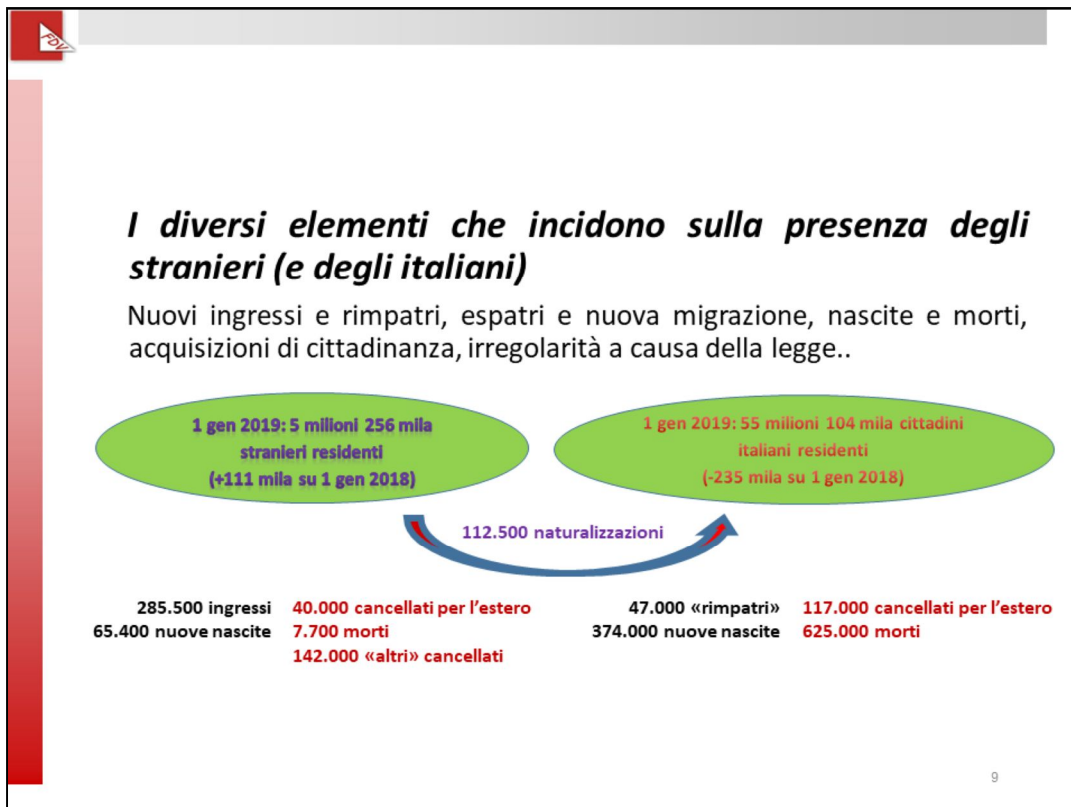 FDV
I diversi elementi che incidono sulla presenza degli
stranieri (e degli italiani)
Nuovi ingressi e rimpatri, espatri e nuova migrazione, nascite e morti,
acquisizioni di cittadinanza, irregolarità a causa della legge..
1 gen 2019: 5 milioni 256 mila
stranieri residenti
(+111 mila su 1 gen 2018)
1 gen 2019: 55 milioni 104 mila cittadini
italiani residenti
(-235 mila su 1 gen 2018)
112.500 naturalizzazioni
285.500 ingressi
65.400 nuove nascite
40.000 cancellati per l’estero
7.700 morti
142.000 «altri» cancellati
47.000 «rimpatri»
374.000 nuove nascite
117.000 cancellati per l’estero
625.000 morti
9